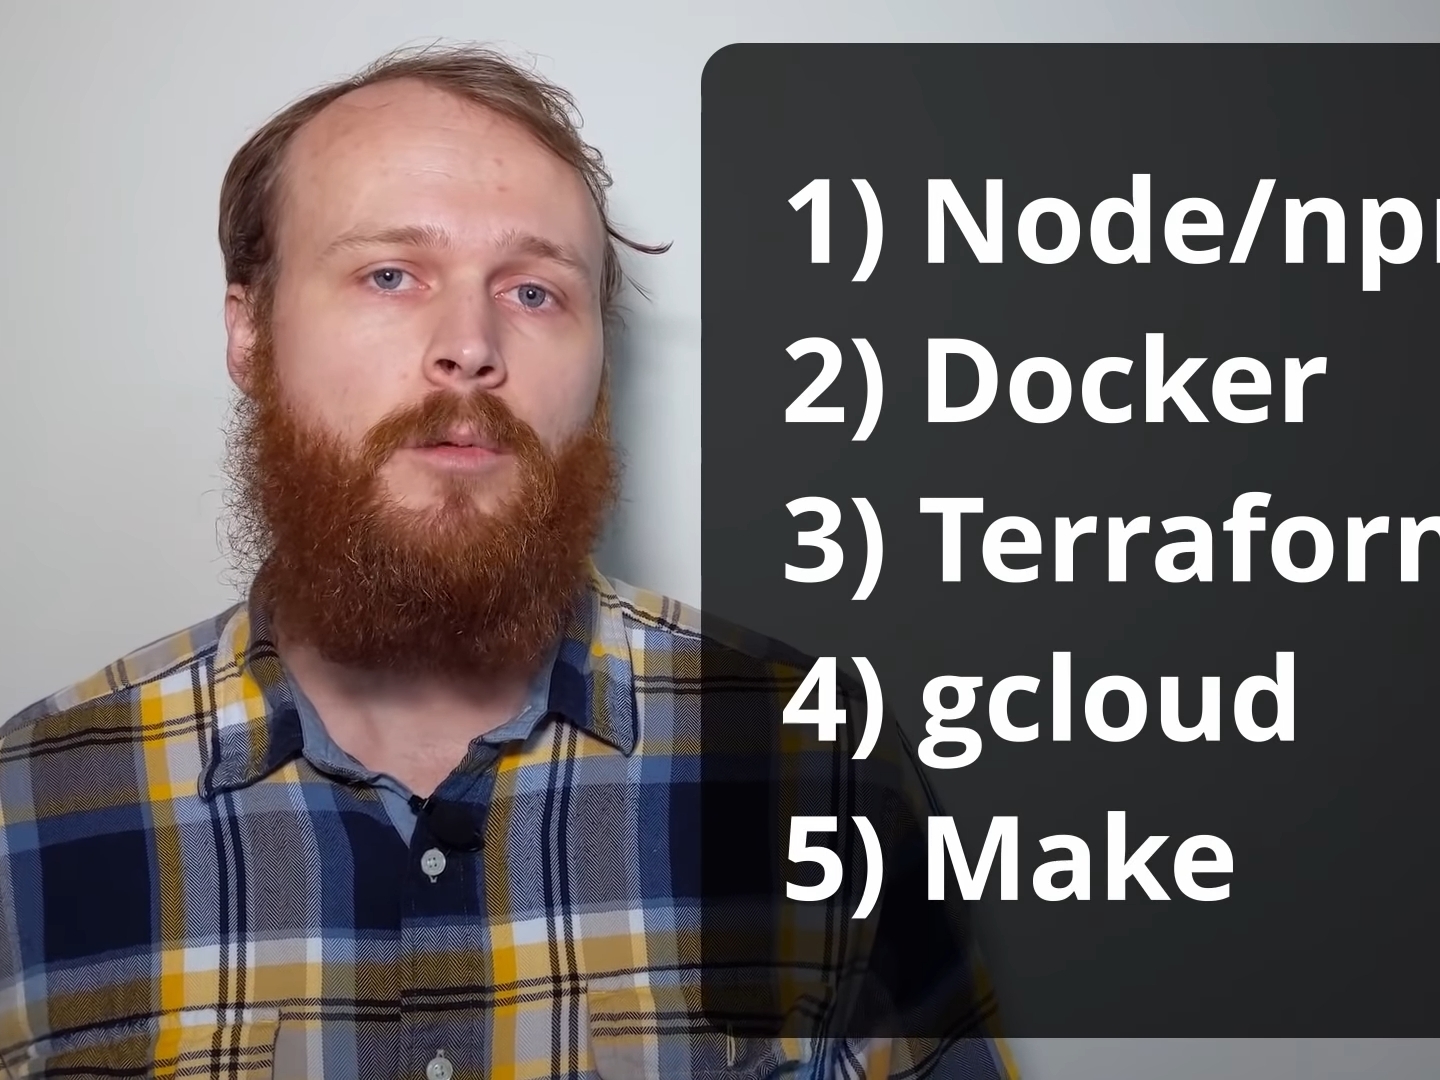 1) Node/np
2) Docker
3) Terrafor
4) gcloud
5) Make